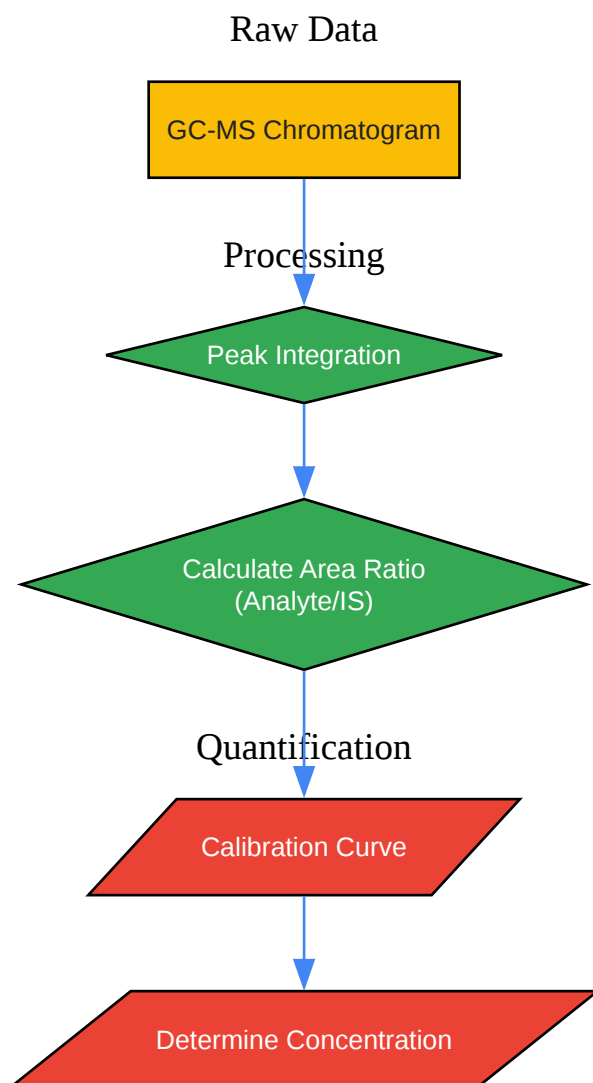 Raw Data
GC-MS Chromatogram
Processing
Peak Integration
Calculate Area Ratio
(Analyte/IS)
Quantification
Calibration Curve
Determine Concentration